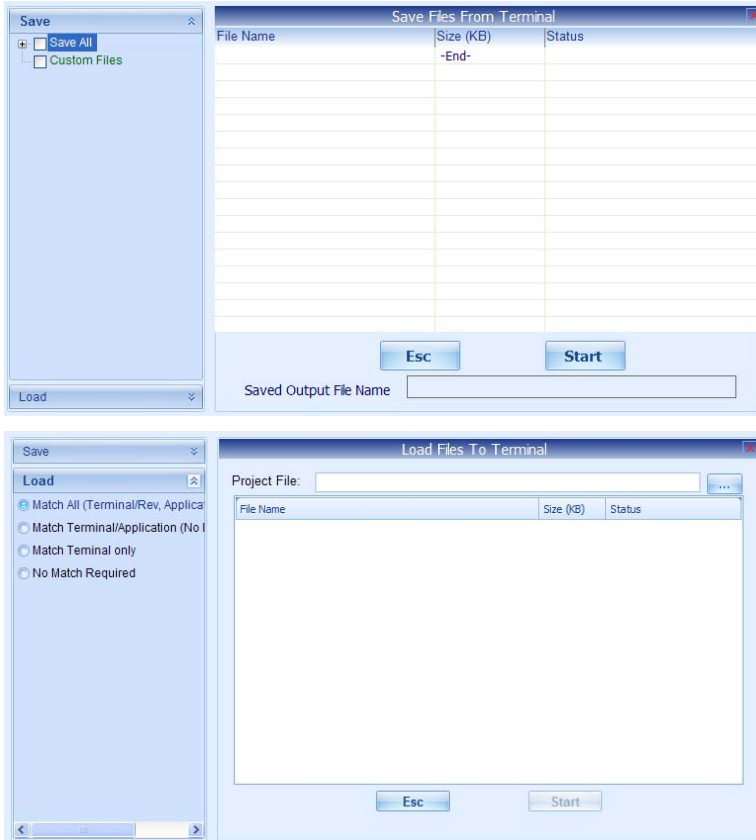 Save
Save All
Custom Files
Load
Save Files From Terminal
File Name Size (KB) Status
-End-
Esc Start
Saved Output File Name
Save
Load
Match All (Terminal/Rev, Applica
Match Terminal/Application (No
Match Teminal only
No Match Required
Load Files To Terminal
Project File: ...
File Name Size (KB) Status
Esc Start